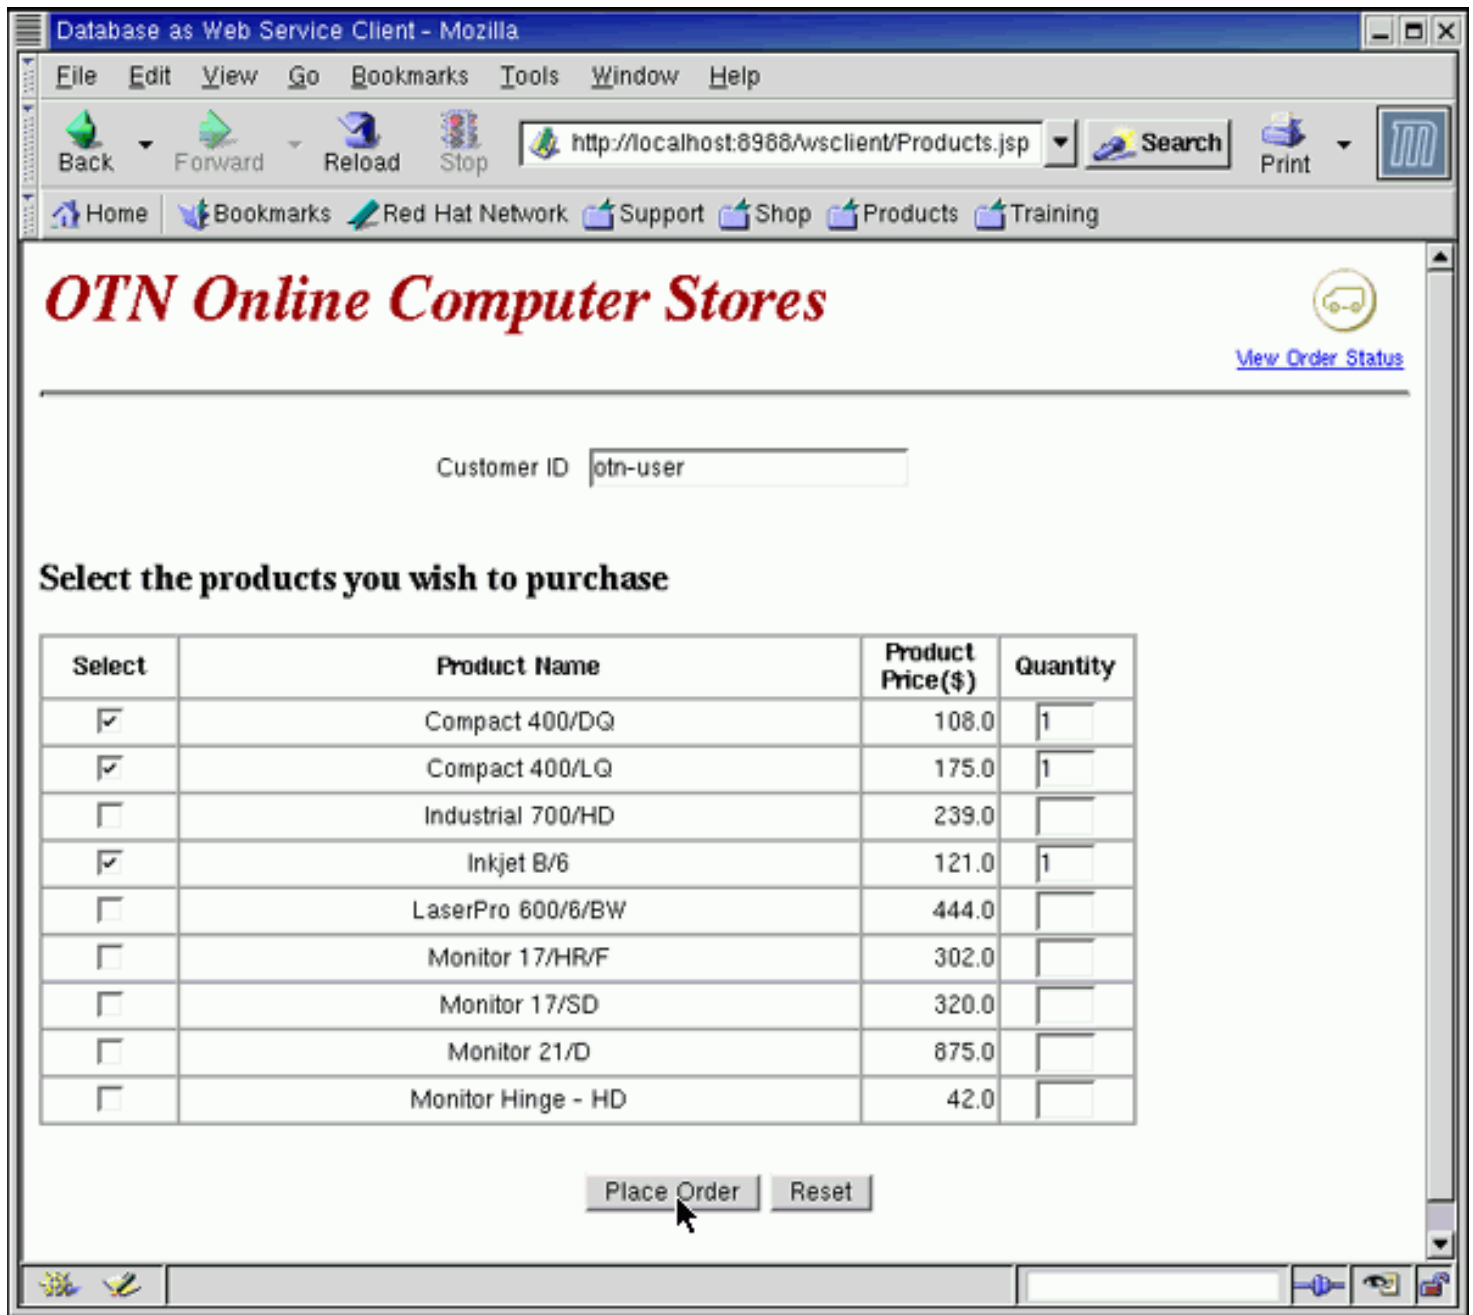 Database as Web Service Client - Mozilla
File Edit View Go Bookmarks Tools Window Help
Back Forward Reload Stop http://localhost:8988/wsclient/Products.jsp Search Print
Home Bookmarks Red Hat Network Support Shop Products Training
OTN Online Computer Stores
View Order Status
Customer ID otn-user
Select the products you wish to purchase
Select Product Name Product Price($) Quantity
Compact 400/DQ 108.0 1
Compact 400/LQ 175.0 1
Industrial 700/HD 239.0
Inkjet B/6 121.0 1
LaserPro 600/6/BW 444.0
Monitor 17/HR/F 302.0
Monitor 17/SD 320.0
Monitor 21/D 875.0
Monitor Hinge - HD 42.0
Place Order Reset